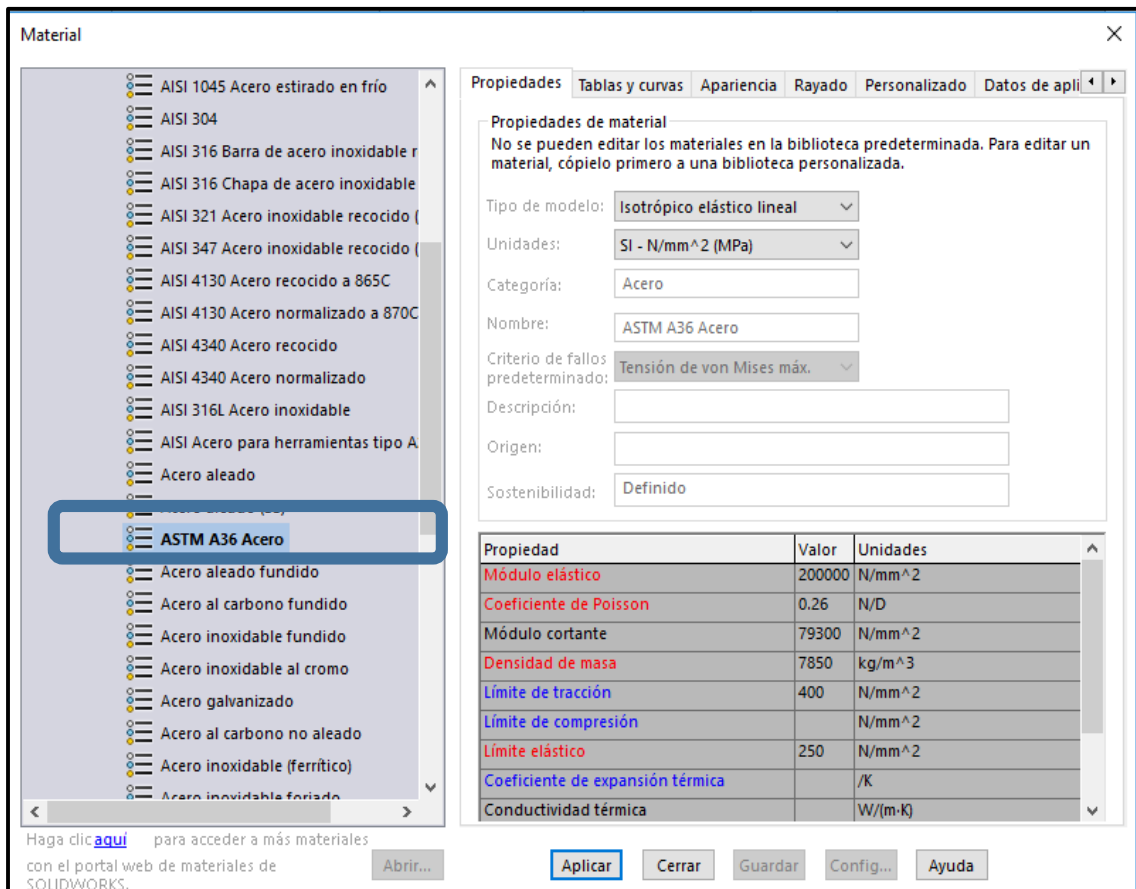 Material
AISI 1045 Acero estirado en frío
AISI 304
AISI 316 Barra de acero inoxidable r
AISI 316 Chapa de acero inoxidable
AISI 321 Acero inoxidable recocido (
AISI 347 Acero inoxidable recocido (
AISI 4130 Acero recocido a 865C
AISI 4130 Acero normalizado a 870C
AISI 4340 Acero recocido
AISI 4340 Acero normalizado
AISI 316L Acero inoxidable
AISI Acero para herramientas tipo A
Acero aleado
ASTM A36 Acero
Acero aleado fundido
Acero al carbono fundido
Acero inoxidable fundido
Acero inoxidable al cromo
Acero galvanizado
Acero al carbono no aleado
Acero inoxidable (ferrítico)
Acero inoxidable forjado
Haga clic aquí para acceder a más materiales
con el portal web de materiales de
SOLIDWORKS.
Abrir...
Propiedades Tablas y curvas Apariencia Rayado Personalizado Datos de apli
Propiedades de material
No se pueden editar los materiales en la biblioteca predeterminada. Para editar un
material, cópielo primero a una biblioteca personalizada.
Tipo de modelo: Isotrópico elástico lineal
Unidades: SI - N/mm^2 (MPa)
Categoría: Acero
Nombre: ASTM A36 Acero
Criterio de fallos
predeterminado: Tensión de von Mises máx.
Descripción:
Origen:
Sostenibilidad: Definido
Propiedad Valor Unidades
Módulo elástico 200000 N/mm^2
Coeficiente de Poisson 0.26 N/D
Módulo cortante 79300 N/mm^2
Densidad de masa 7850 kg/m^3
Límite de tracción 400 N/mm^2
Límite de compresión N/mm^2
Límite elástico 250 N/mm^2
Coeficiente de expansión térmica /K
Conductividad térmica W/(m·K)
Aplicar Cerrar Guardar Config... Ayuda